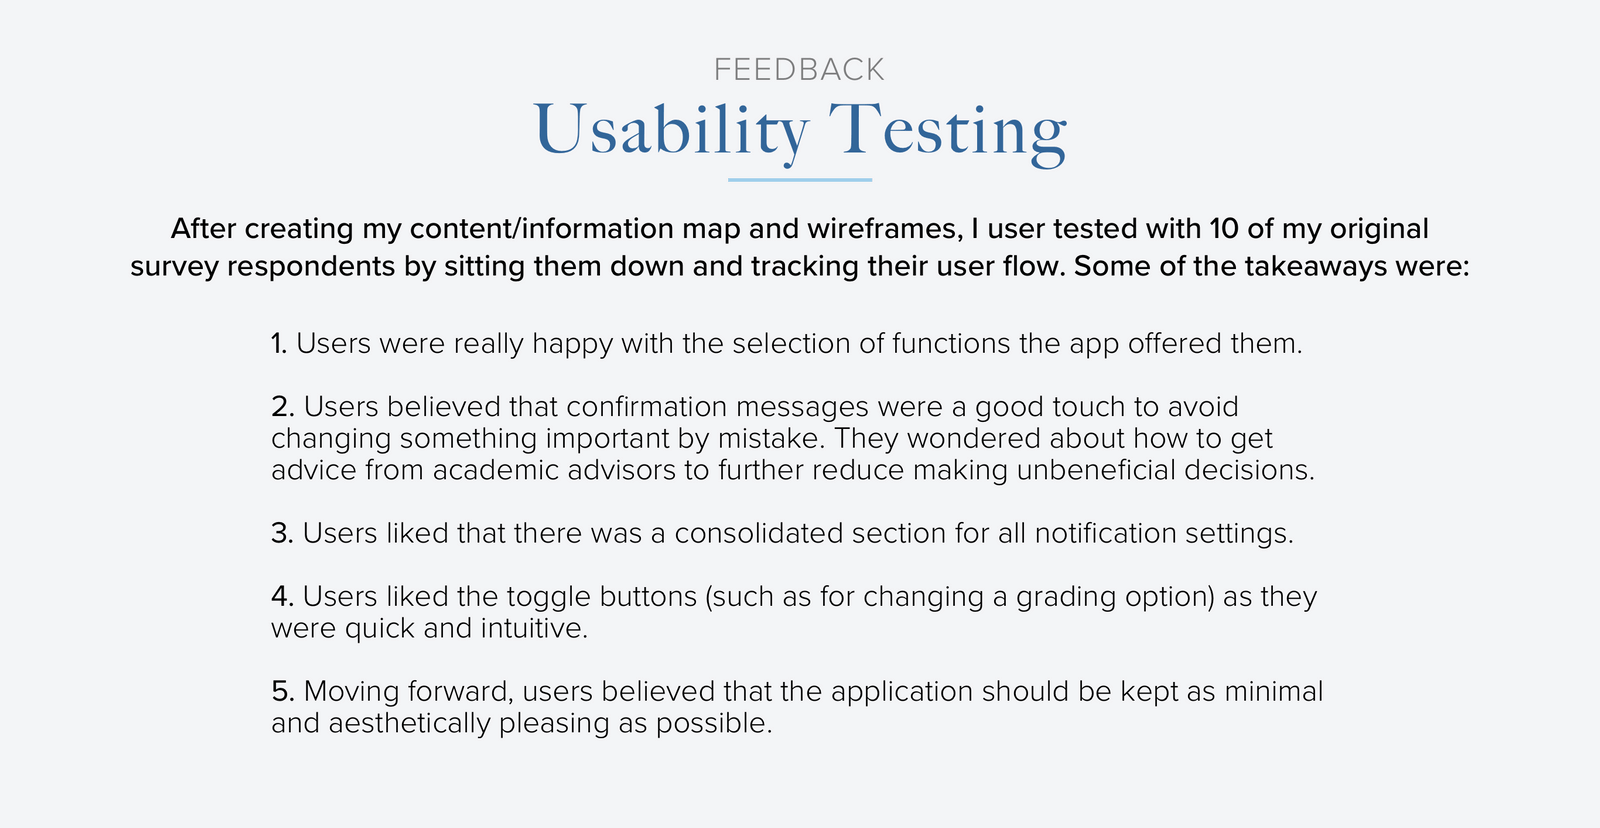 FEEDBACK
Usability Testing
After creating my content/information map and wireframes, I user tested with 10 of my original
survey respondents by sitting them down and tracking their user flow. Some of the takeaways were:
1. Users were really happy with the selection of functions the app offered them.
2. Users believed that confirmation messages were a good touch to avoid
changing something important by mistake. They wondered about how to get
advice from academic advisors to further reduce making unbeneficial decisions.
3. Users liked that there was a consolidated section for all notification settings.
4. Users liked the toggle buttons (such as for changing a grading option) as they
were quick and intuitive.
5. Moving forward, users believed that the application should be kept as minimal
and aesthetically pleasing as possible.